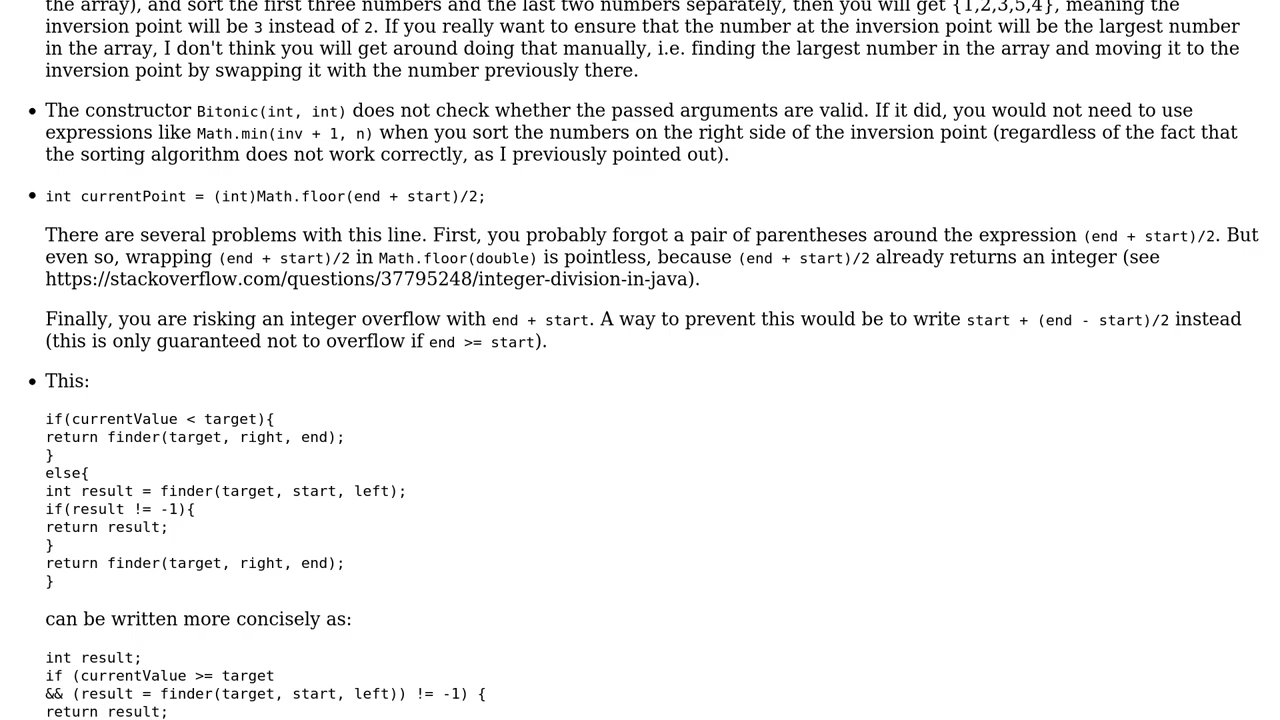 the array), and sort the first three numbers and the last two numbers separately, then you will get {1,2,3,5,4}, meaning the
inversion point will be 3 instead of 2. If you really want to ensure that the number at the inversion point will be the largest number
in the array, I don't think you will get around doing that manually, i.e. finding the largest number in the array and moving it to the
inversion point by swapping it with the number previously there.
• The constructor Bitonic(int, int) does not check whether the passed arguments are valid. If it did, you would not need to use
expressions like Math.min(inv + 1, n) when you sort the numbers on the right side of the inversion point (regardless of the fact that
the sorting algorithm does not work correctly, as I previously pointed out).
• int currentPoint = (int)Math.floor(end + start)/2;
There are several problems with this line. First, you probably forgot a pair of parentheses around the expression (end + start)/2. But
even so, wrapping (end + start)/2 in Math.floor(double) is pointless, because (end + start)/2 already returns an integer (see
https://stackoverflow.com/questions/37795248/integer-division-in-java).
Finally, you are risking an integer overflow with end + start. A way to prevent this would be to write start + (end - start)/2 instead
(this is only guaranteed not to overflow if end >= start).
• This:
if(currentValue < target){
return finder(target, right, end);
}
else{
int result = finder(target, start, left);
if(result != -1){
return result;
}
return finder(target, right, end);
}
can be written more concisely as:
int result;
if (currentValue >= target
&& (result = finder(target, start, left)) != -1) {
return result;